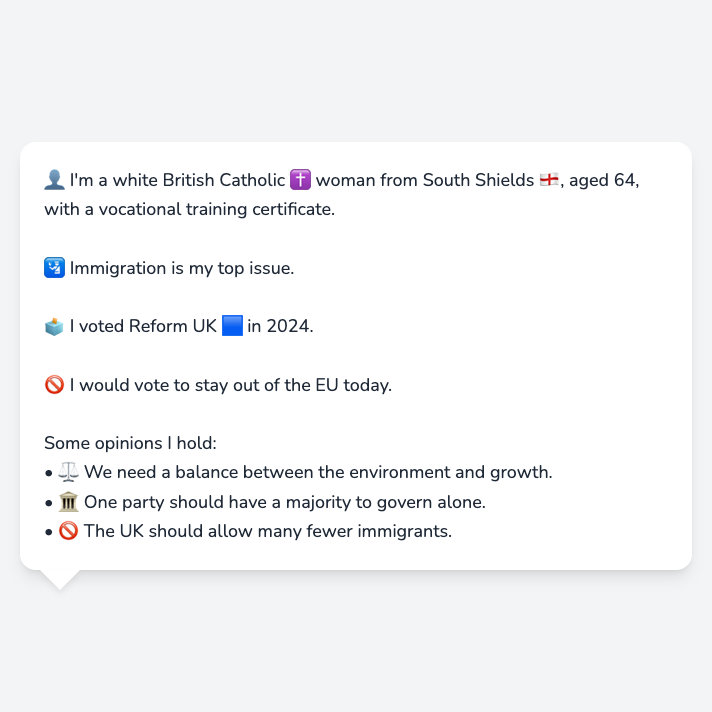 👤 I'm a white British Catholic ✝️ woman from South Shields 🏴󠁧󠁢󠁥󠁮󠁧󠁿, aged 64,
with a vocational training certificate.
🛂 Immigration is my top issue.
🗳️ I voted Reform UK 🟦 in 2024.
🚫 I would vote to stay out of the EU today.
Some opinions I hold:
• ⚖️ We need a balance between the environment and growth.
• 🏛️ One party should have a majority to govern alone.
• 🚫 The UK should allow many fewer immigrants.